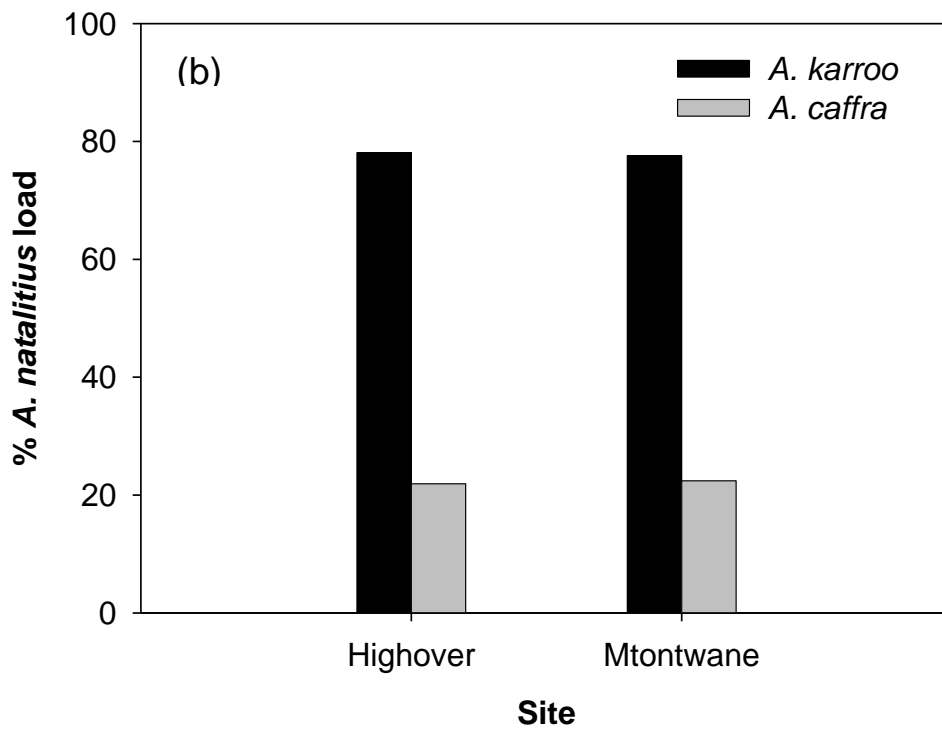 (b)
A. karroo
A. caffra
% A. natalitius load
100
80
60
40
20
0
Highover Mtontwane
Site